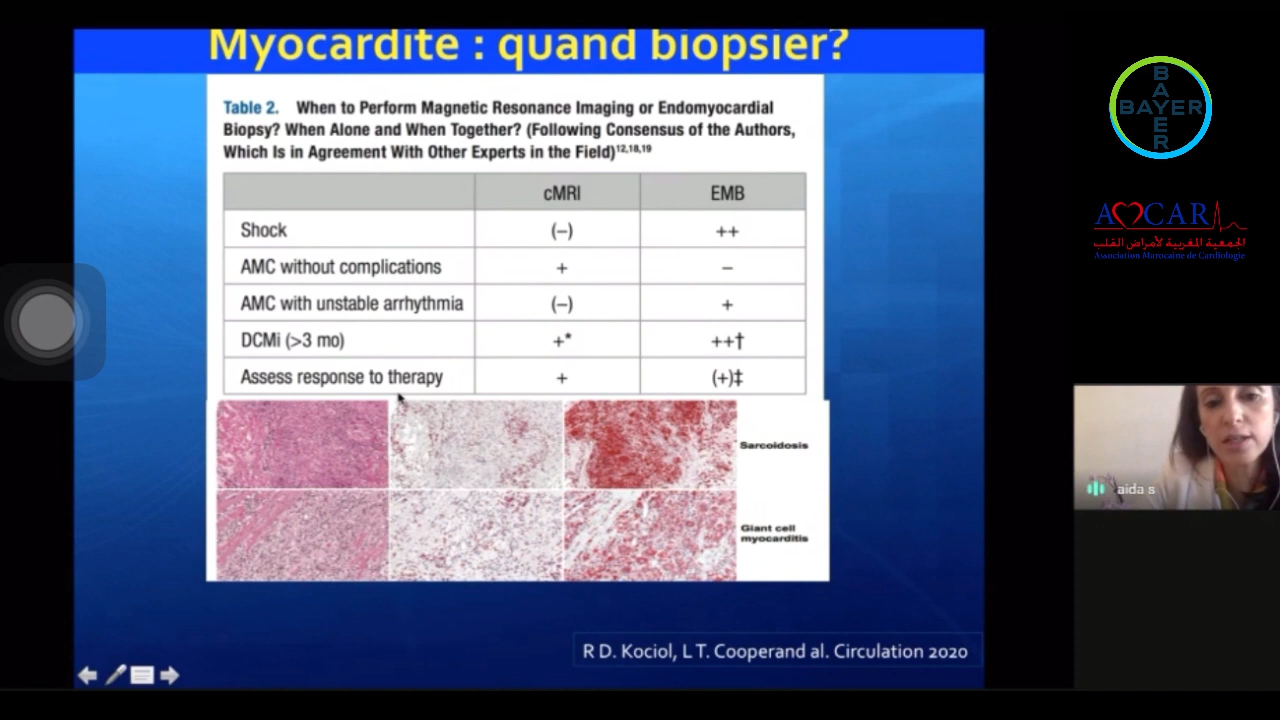 Myocardite : quand biopsier?
Table 2. When to Perform Magnetic Resonance Imaging or Endomyocardial
Biopsy? When Alone and When Together? (Following Consensus of the Authors,
Which Is in Agreement With Other Experts in the Field)12,18,19
cMRI EMB
Shock (–) ++
AMC without complications + –
AMC with unstable arrhythmia (–) +
DCMi (>3 mo) +* ++†
Assess response to therapy + (+)‡
Sarcoidosis
Giant cell
myocarditis
R D. Kociol, L T. Cooperand al. Circulation 2020
BAYER
BAYER
AMCAR
الجمعية المغربية لأمراض القلب
Association Marocaine de Cardiologie
aida s